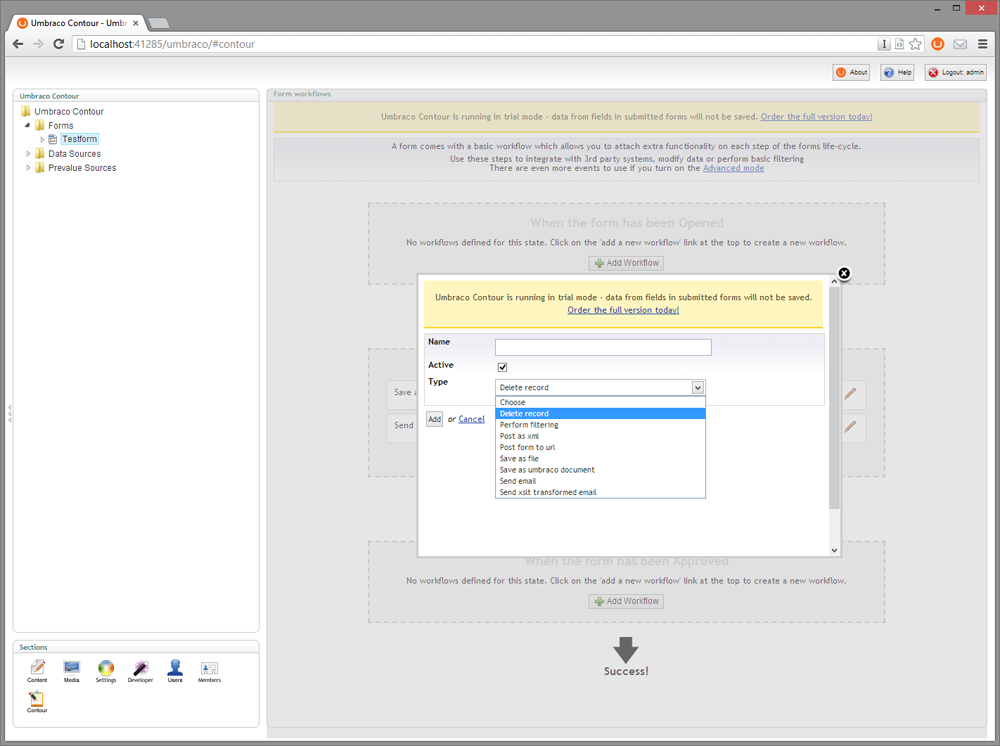 Umbraco Contour - Umbr
localhost:41285/umbraco/#contour
About
Help
Logout: admin
Umbraco Contour
Umbraco Contour
Forms
Testform
Data Sources
Prevalue Sources
Form workflows
Umbraco Contour is running in trial mode - data from fields in submitted forms will not be saved. Order the full version today!
A form comes with a basic workflow which allows you to attach extra functionality on each step of the forms life-cycle.
Use these steps to integrate with 3rd party systems, modify data or perform basic filtering
There are even more events to use if you turn on the Advanced mode
When the form has been Opened
No workflows defined for this state. Click on the 'add a new workflow' link at the top to create a new workflow.
Add Workflow
Umbraco Contour is running in trial mode - data from fields in submitted forms will not be saved.
Order the full version today!
Name
Active
Type
Delete record
Choose
Delete record
Perform filtering
Post as xml
Post form to url
Save as file
Save as umbraco document
Send email
Send xslt transformed email
Add or Cancel
Save
Send
When the form has been Approved
No workflows defined for this state. Click on the 'add a new workflow' link at the top to create a new workflow.
Add Workflow
Success!
Sections
Content
Media
Settings
Developer
Users
Members
Contour